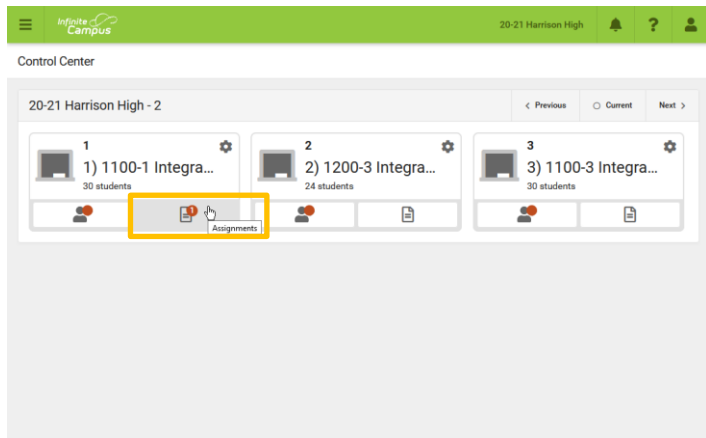 Infinite
Campus
20-21 Harrison High
?
Control Center
20-21 Harrison High - 2
< Previous
Current
Next >
1
1) 1100-1 Integra...
30 students
1
Assignments
2
2) 1200-3 Integra...
24 students
3
3) 1100-3 Integra...
30 students